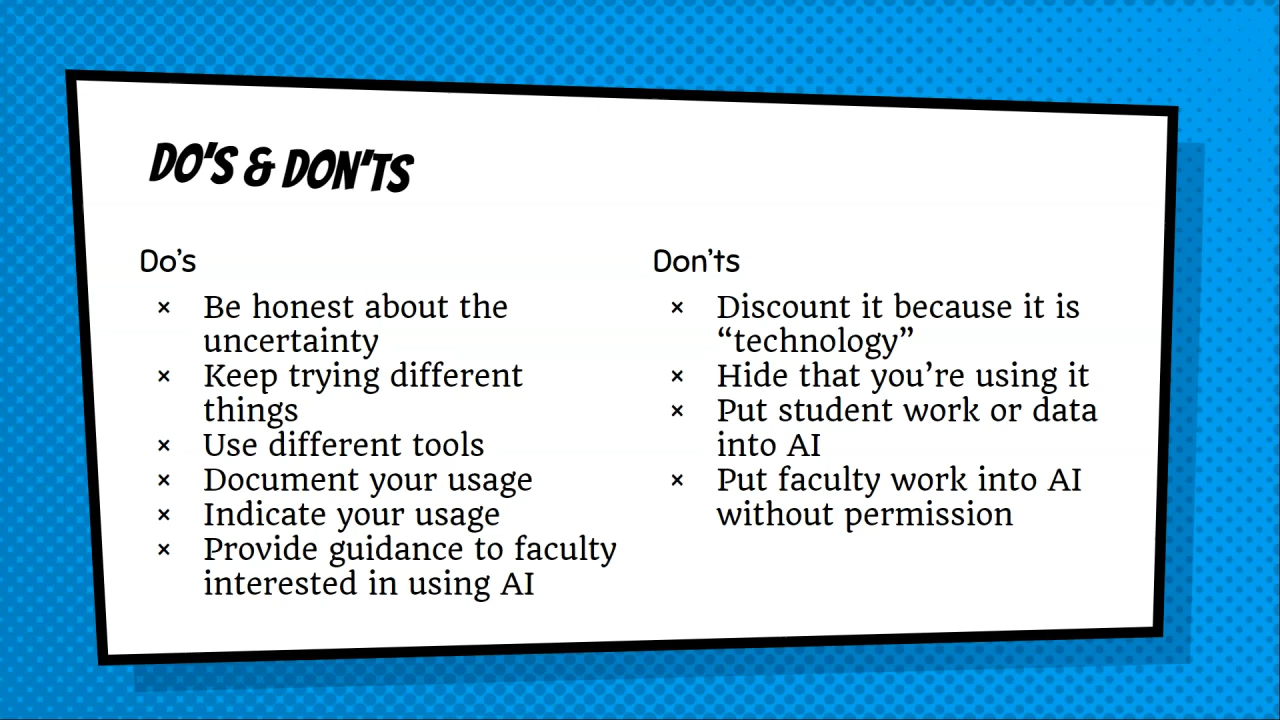 DO'S & DON'TS
Do’s
× Be honest about the
uncertainty
× Keep trying different
things
× Use different tools
× Document your usage
× Indicate your usage
× Provide guidance to faculty
interested in using AI
Don’ts
× Discount it because it is
“technology”
× Hide that you’re using it
× Put student work or data
into AI
× Put faculty work into AI
without permission